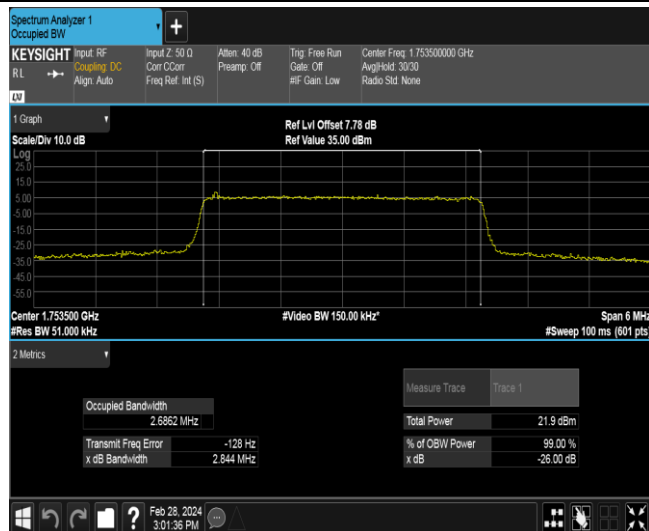 Spectrum Analyzer 1
Occupied BW
+
KEYSIGHT
RL
Input: RF
Coupling: DC
Align: Auto
Input Z: 50 Ω
Corr CCorr
Freq Ref: Int (S)
Atten: 40 dB
Preamp: Off
Trig: Free Run
Gate: Off
#IF Gain: Low
Center Freq: 1.753500000 GHz
Avg|Hold: 30/30
Radio Std: None
1 Graph
Scale/Div 10.0 dB
Ref Lvl Offset 7.78 dB
Ref Value 35.00 dBm
Log
25.0
15.0
5.00
-5.00
-15.0
-25.0
-35.0
-45.0
-55.0
Center 1.753500 GHz
#Video BW 150.00 kHz*
Span 6 MHz
#Res BW 51.000 kHz
#Sweep 100 ms (601 pts)
2 Metrics
Measure Trace
Trace 1
Occupied Bandwidth
2.6862 MHz
Total Power
21.9 dBm
Transmit Freq Error
-128 Hz
% of OBW Power
99.00 %
x dB Bandwidth
2.844 MHz
x dB
-26.00 dB
?
Feb 28, 2024
3:01:36 PM